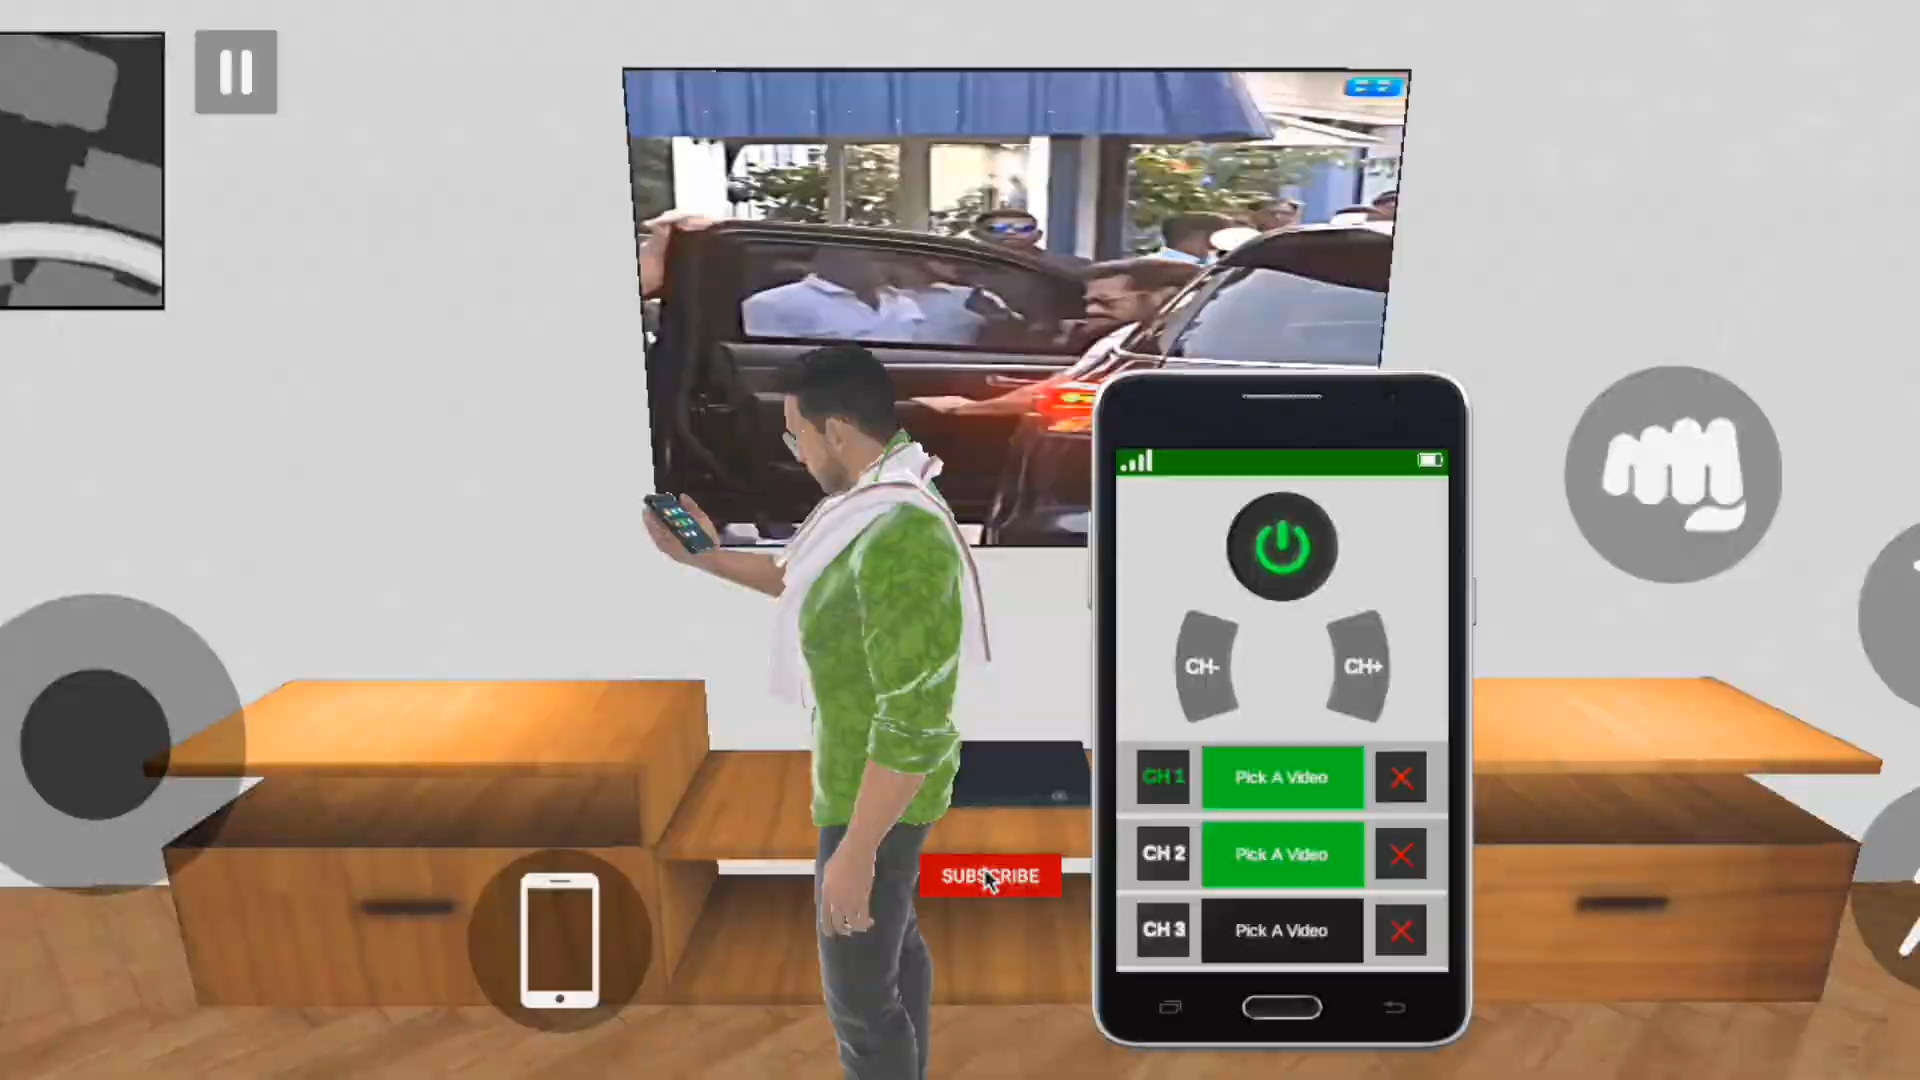 CH-
CH+
CH 1
Pick A Video
CH 2
Pick A Video
CH 3
Pick A Video
SUBSCRIBE